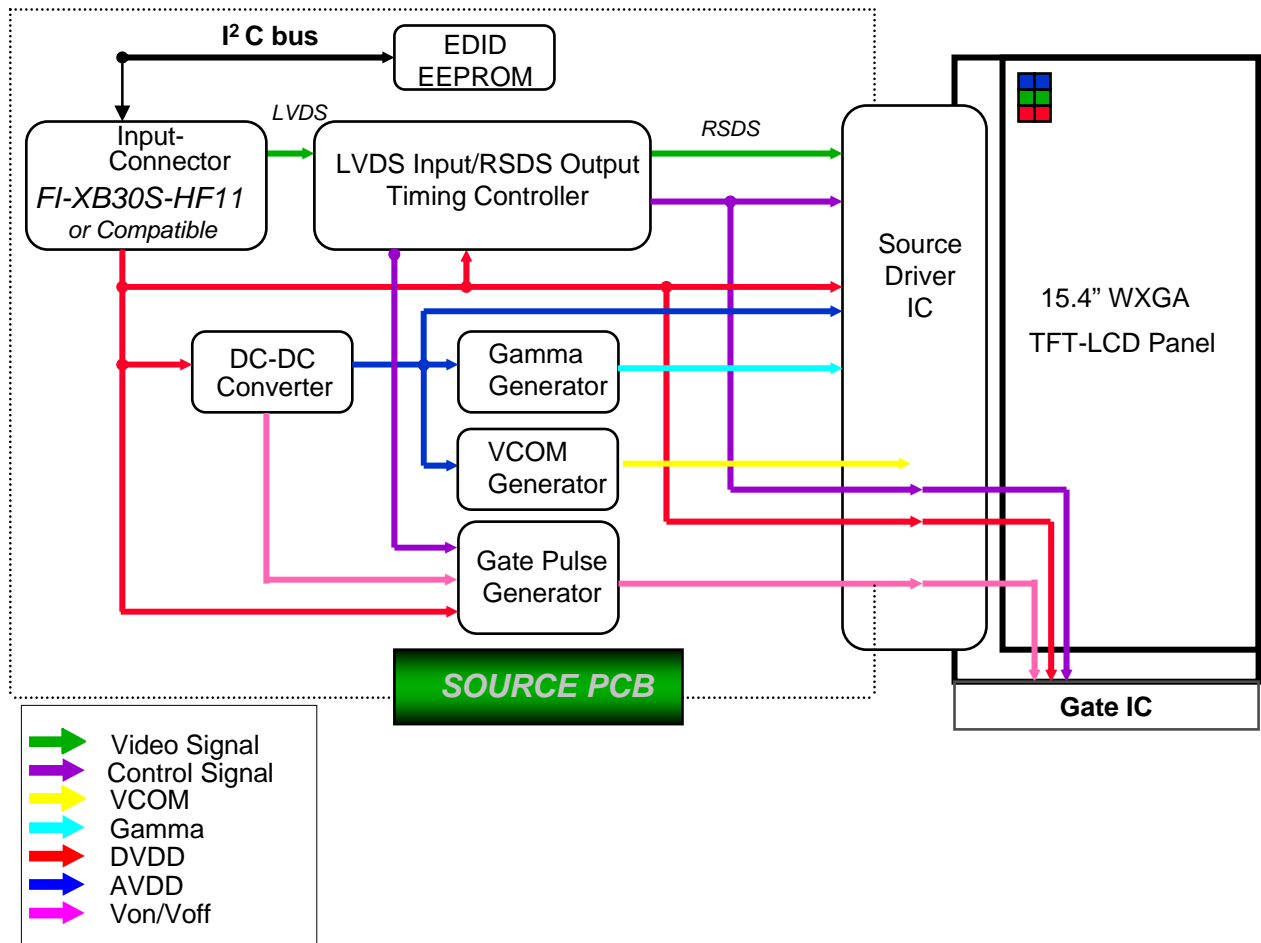 I² C bus
EDID
EEPROM
LVDS
RSDS
Input-
Connector
FI-XB30S-HF11
or Compatible
LVDS Input/RSDS Output
Timing Controller
Source
Driver
IC
15.4” WXGA
TFT-LCD Panel
DC-DC
Converter
Gamma
Generator
VCOM
Generator
Gate Pulse
Generator
SOURCE PCB
Gate IC
Video Signal
Control Signal
VCOM
Gamma
DVDD
AVDD
Von/Voff